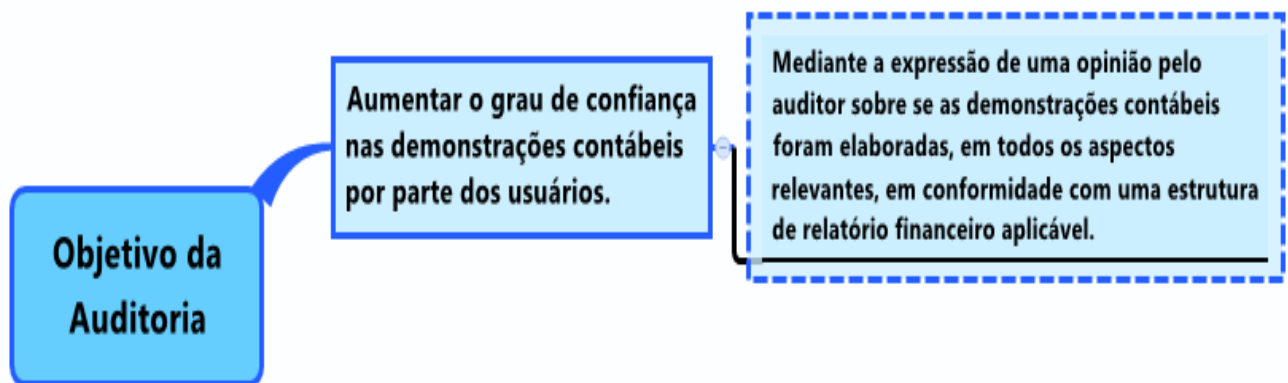 Objetivo da
Auditoria
Aumentar o grau de confiança
nas demonstrações contábeis
por parte dos usuários.
Mediante a expressão de uma opinião pelo
auditor sobre se as demonstrações contábeis
foram elaboradas, em todos os aspectos
relevantes, em conformidade com uma estrutura
de relatório financeiro aplicável.